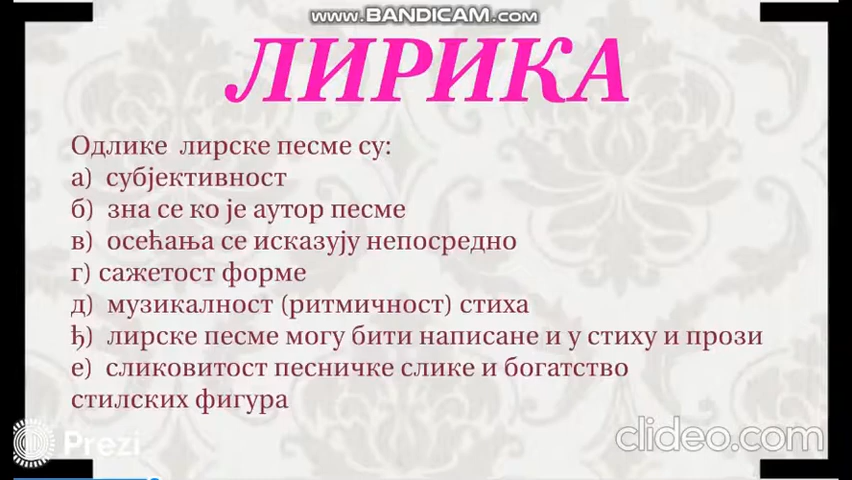 www.BANDICAM.com
ЛИРИКА
Одлике лирске песме су:
а) субјективност
б) зна се ко је аутор песме
в) осећања се исказују непосредно
г) сажетост форме
д) музикалност (ритмичност) стиха
ђ) лирске песме могу бити написане и у стиху и прози
е) сликовитост песничке слике и богатство
стилских фигура
Prezi
clideo.com